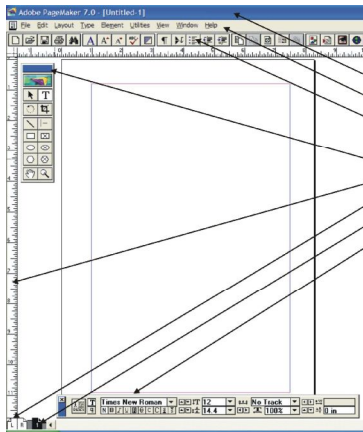 Adobe PageMaker 7.0 - [Untitled-1]
File Edit Layout Type Element Utilities View Window Help
T
Times New Roman 12 No Track
N B I U 14.4 100% 0 in
L R 1